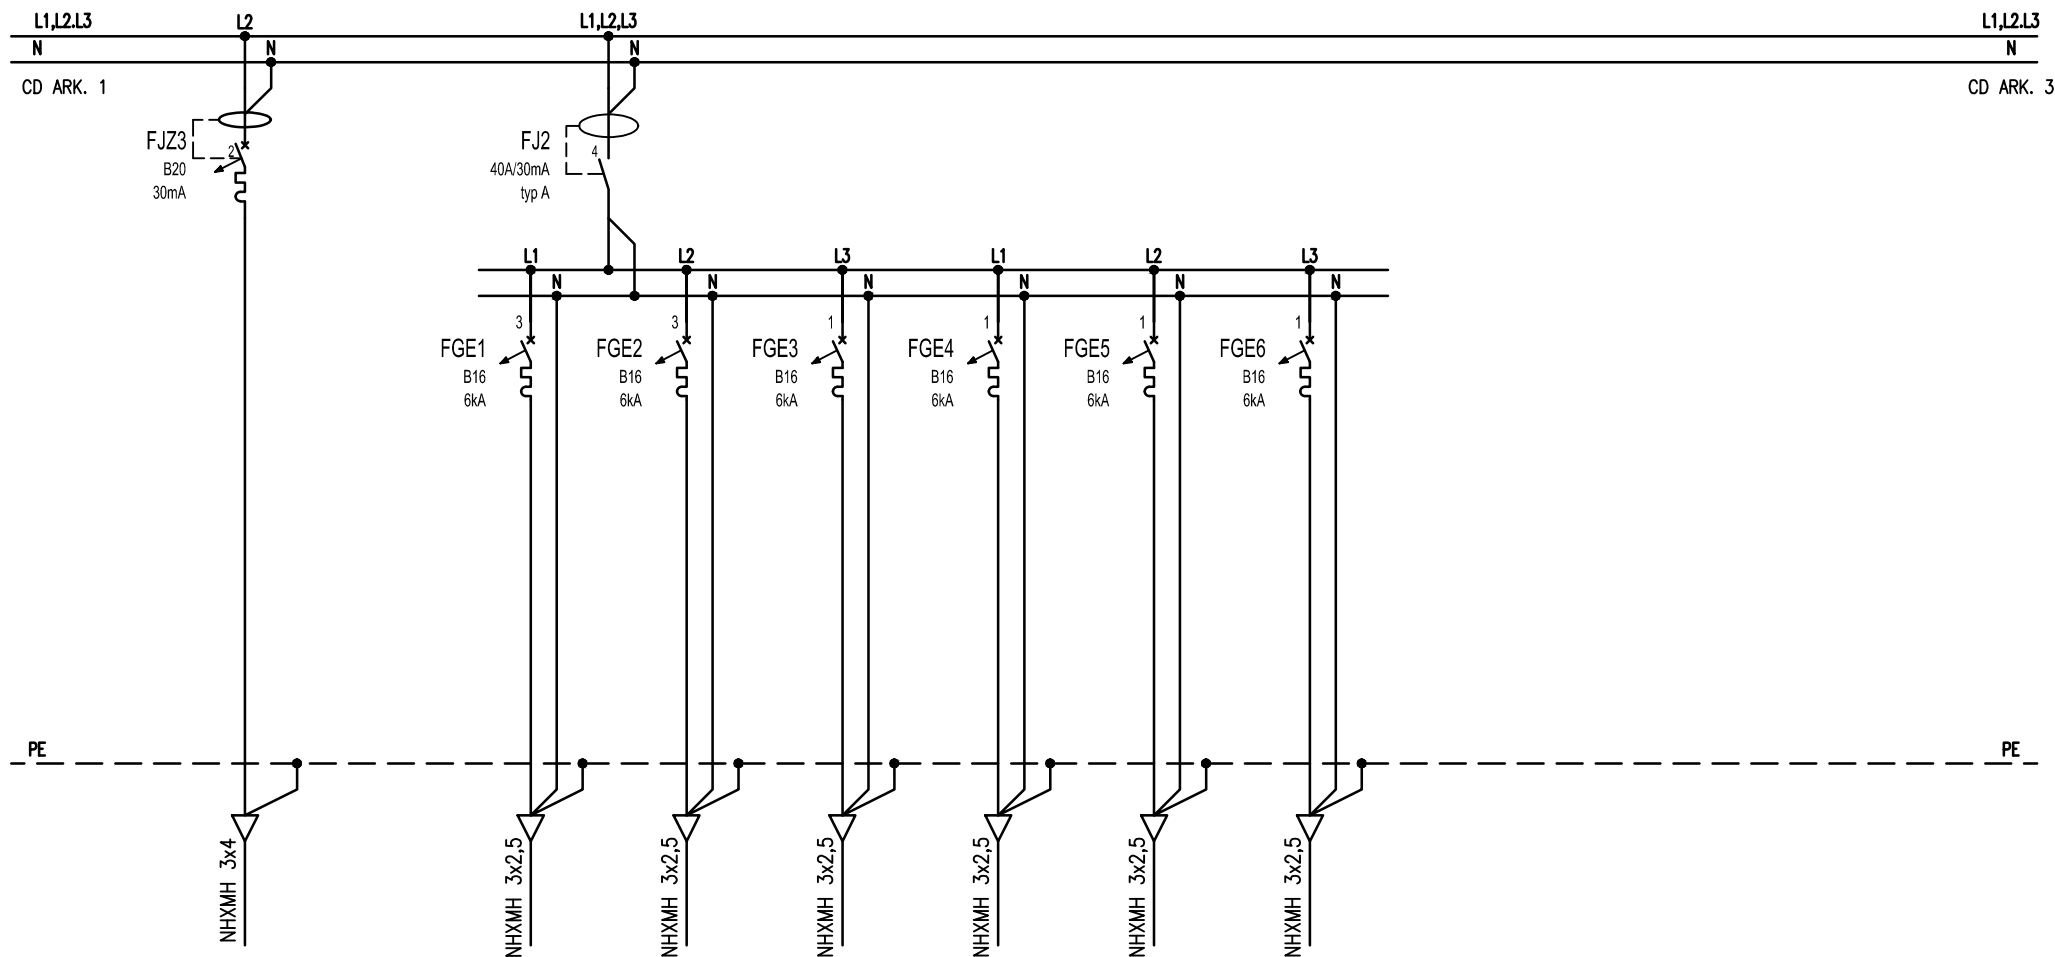 L1,L2.L3 L2 L1,L2,L3 L1,L2.L3
N N N N
CD ARK. 1 CD ARK. 3
FJZ3 2 FJ2 4
B20 40A/30mA
30mA typ A
L1 L2 L3 L1 L2 L3
N N N N N N
3 3 1 1 1 1
FGE1 FGE2 FGE3 FGE4 FGE5 FGE6
B16 B16 B16 B16 B16 B16
6kA 6kA 6kA 6kA 6kA 6kA
PE PE
NHXMH 3x4
NHXMH 3x2,5
NHXMH 3x2,5
NHXMH 3x2,5
NHXMH 3x2,5
NHXMH 3x2,5
NHXMH 3x2,5